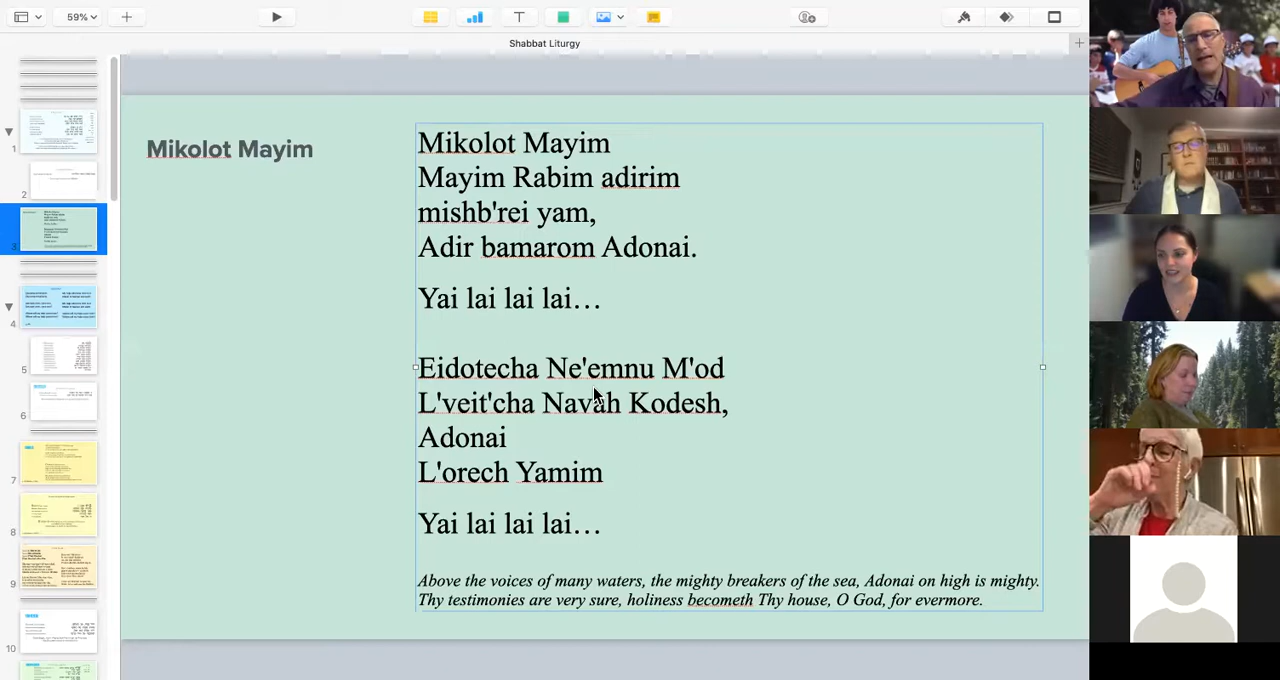 59%
Shabbat Liturgy
Mikolot Mayim
Mikolot Mayim
Mayim Rabim adirim
mishb'rei yam,
Adir bamarom Adonai.
Yai lai lai lai…
Eidotecha Ne'emnu M'od
L'veit'cha Navah Kodesh,
Adonai
L'orech Yamim
Yai lai lai lai…
Above the voices of many waters, the mighty breakers of the sea, Adonai on high is mighty.
Thy testimonies are very sure, holiness becometh Thy house, O God, for evermore.
1
2
3
4
5
6
7
8
9
10